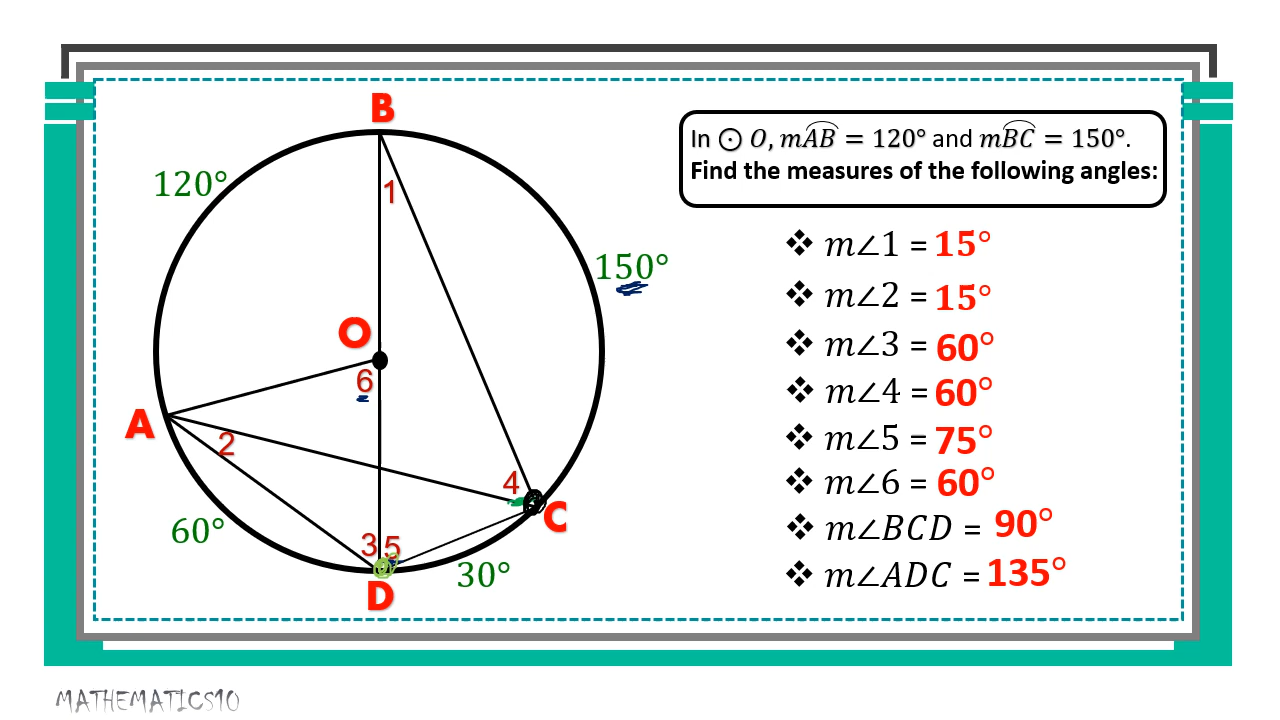 B
120°
1
150°
O
6
A
2
4
C
60°
3 5
30°
D
In ⊙ O, mA͡B = 120° and mB͡C = 150°.
Find the measures of the following angles:
❖ m∠1 = 15°
❖ m∠2 = 15°
❖ m∠3 = 60°
❖ m∠4 = 60°
❖ m∠5 = 75°
❖ m∠6 = 60°
❖ m∠BCD = 90°
❖ m∠ADC = 135°
MATHEMATICS10